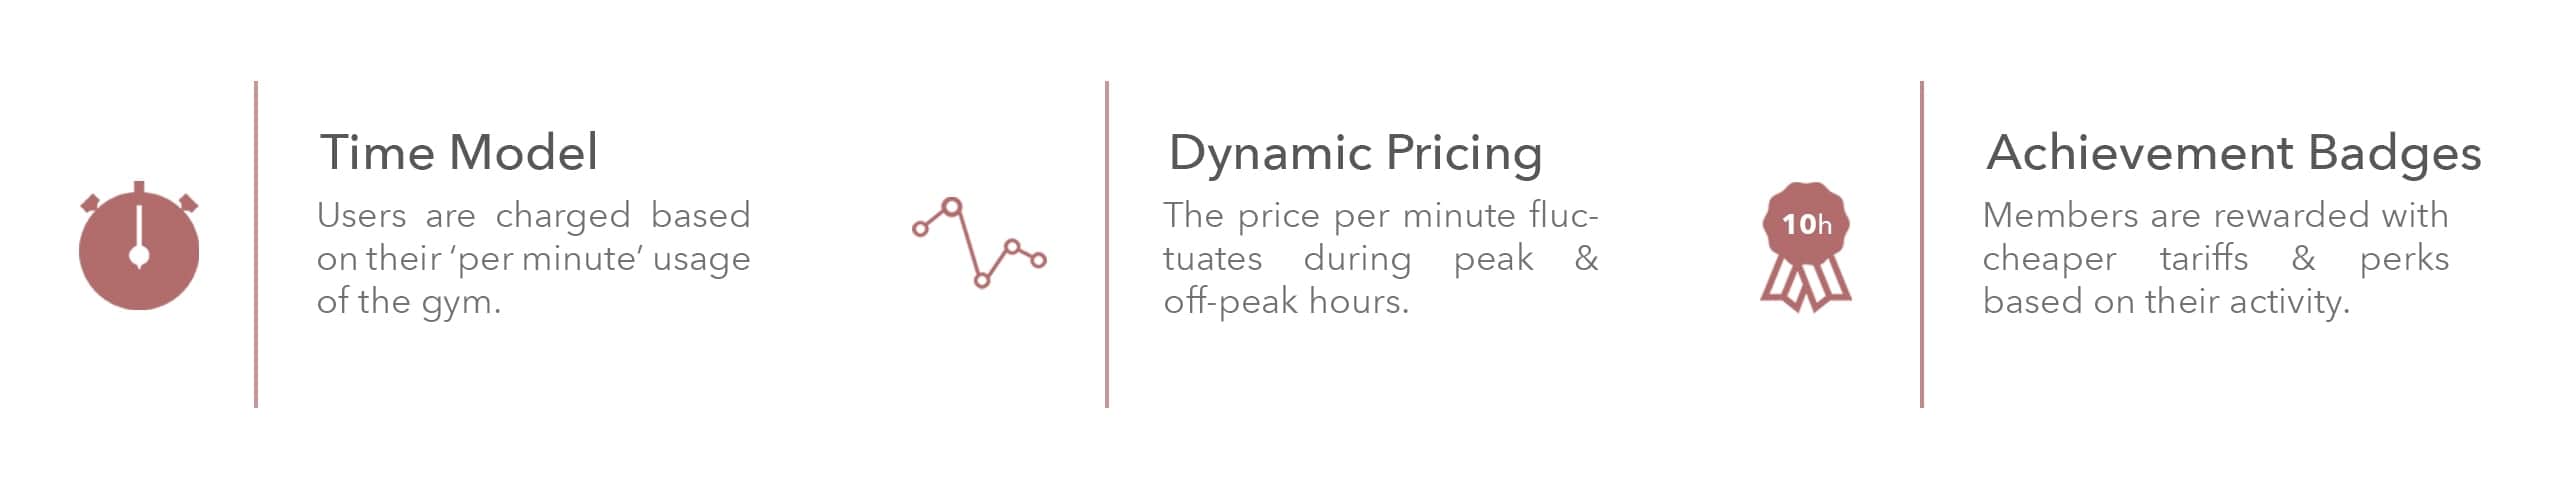 Time Model
Users are charged based
on their ‘per minute’ usage
of the gym.
Dynamic Pricing
The price per minute fluc-
tuates during peak &
off-peak hours.
10h
Achievement Badges
Members are rewarded with
cheaper tariffs & perks
based on their activity.